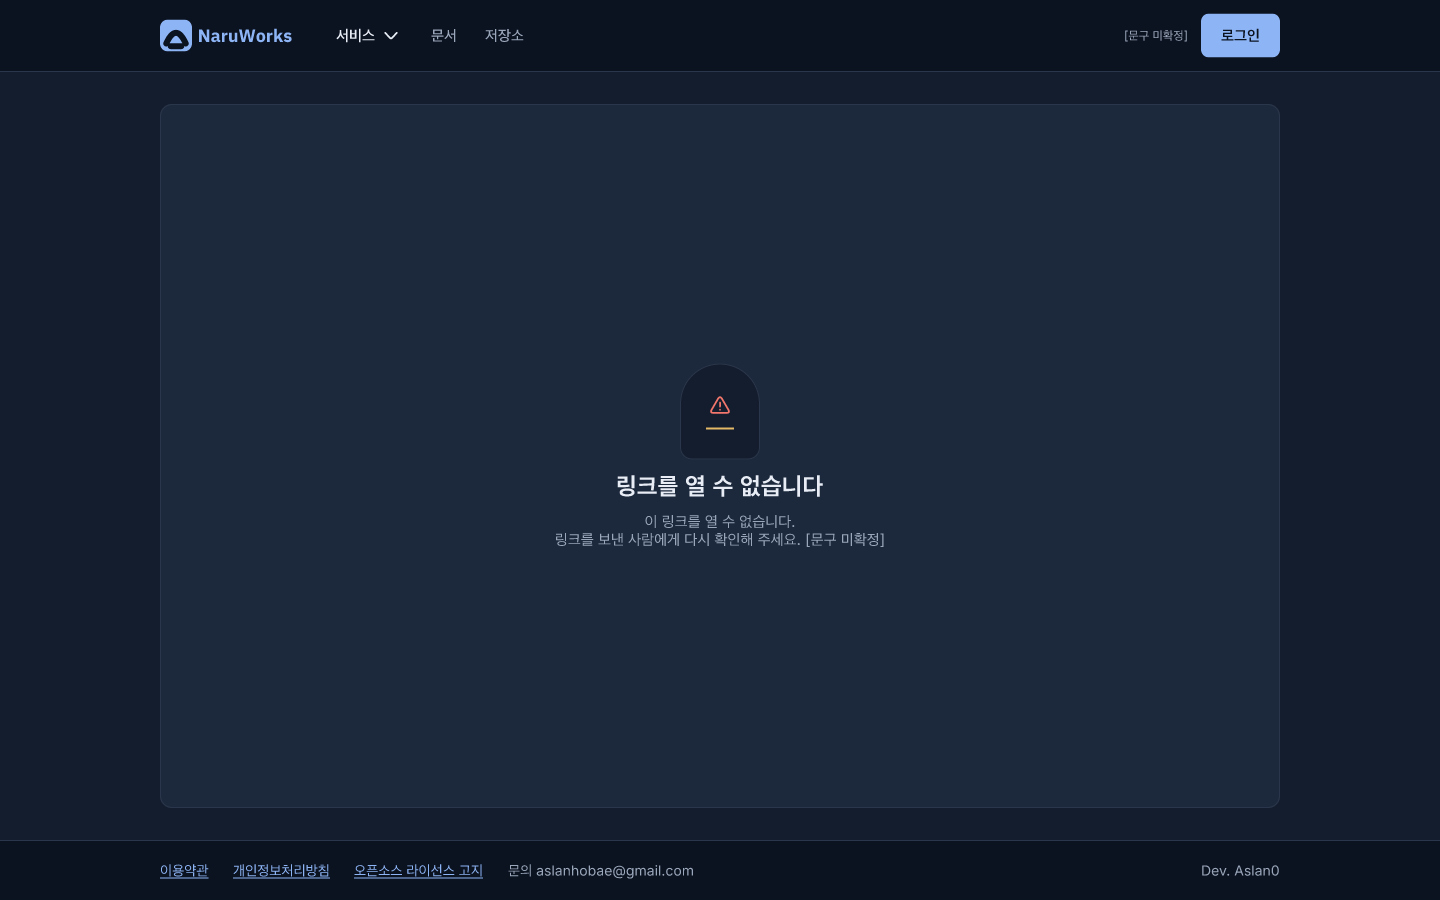 NaruWorks
서비스
문서
저장소
[문구 미확정]
로그인
링크를 열 수 없습니다
이 링크를 열 수 없습니다.
링크를 보낸 사람에게 다시 확인해 주세요. [문구 미확정]
이용약관
개인정보처리방침
오픈소스 라이선스 고지
문의 aslanhobae@gmail.com
Dev. Aslan0